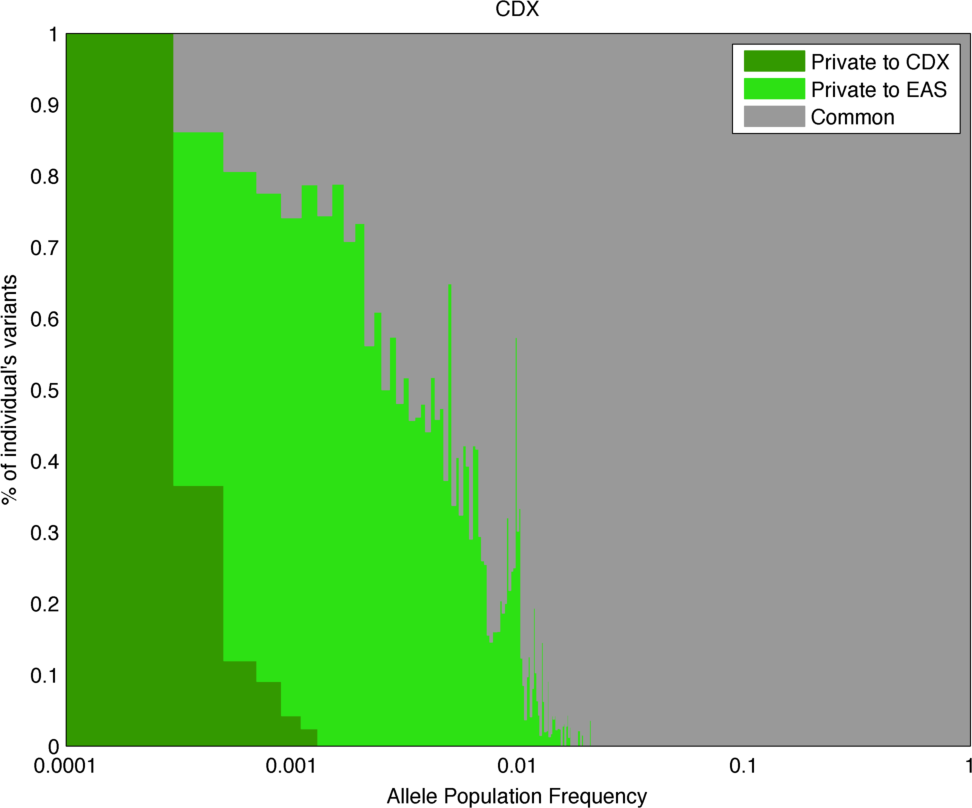 CDX
1
0.9
0.8
0.7
0.6
0.5
0.4
0.3
0.2
0.1
0
% of individual's variants
Private to CDX
Private to EAS
Common
0.0001
0.001
0.01
0.1
1
Allele Population Frequency